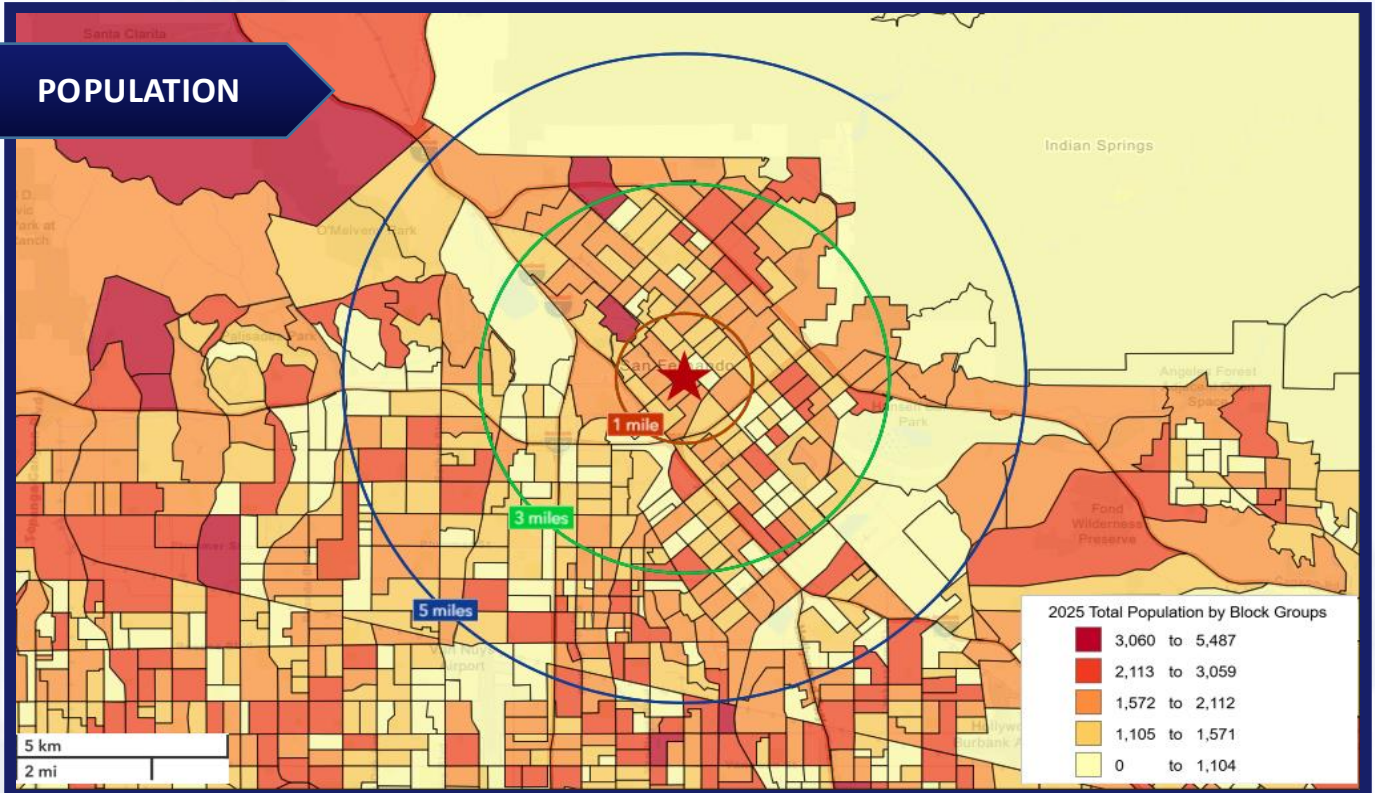 Santa Clarita
POPULATION
Indian Springs
O'Melveny Park
Palisades Park
San Fernando
Angeles Forest
Space
1 mile
Park
3 miles
Fond
Wilderness
Preserve
5 miles
Van Nuys
Airport
2025 Total Population by Block Groups
3,060 to 5,487
2,113 to 3,059
1,572 to 2,112
1,105 to 1,571
0 to 1,104
5 km
2 mi